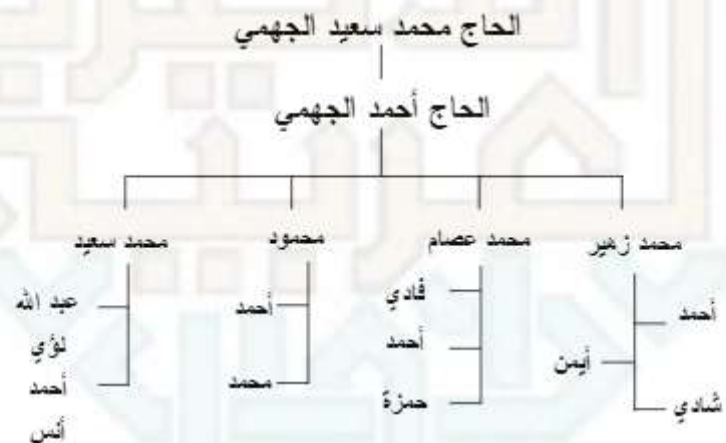 الحاج محمد سعيد الجهمي
الحاج أحمد الجهمي
محمد زهير
محمد عصام
محمود
محمد سعيد
أحمد
أيمن
شادي
فادي
أحمد
حمزة
أحمد
محمد
عبد الله
لؤي
أحمد
أنس